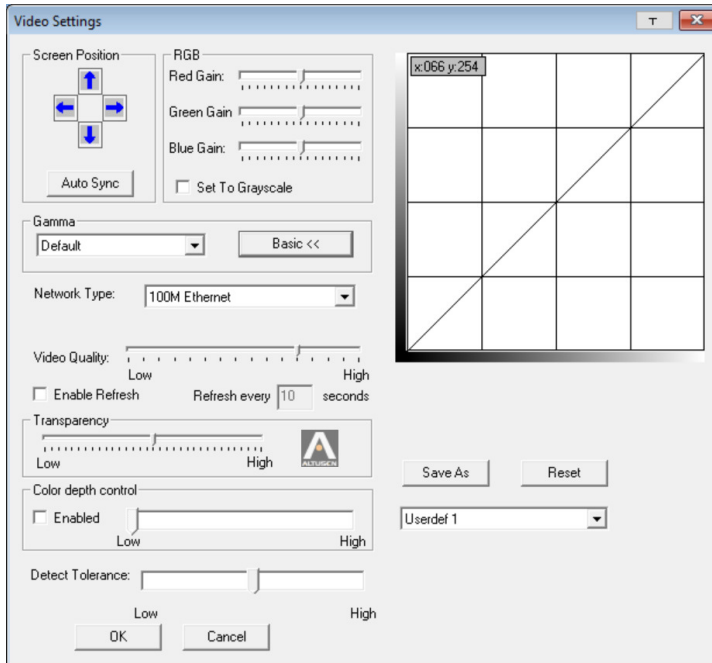 Video Settings
Screen Position
Auto Sync
RGB
Red Gain:
Green Gain
Blue Gain:
Set To Grayscale
Gamma
Default
Basic <<
Network Type:
100M Ethernet
Video Quality:
Low
High
Enable Refresh
Refresh every 10 seconds
Transparency
Low
High
ALTUSEN
Color depth control
Enabled
Low
High
Detect Tolerance:
Low
High
OK
Cancel
x:066 y:254
Save As
Reset
Userdef 1